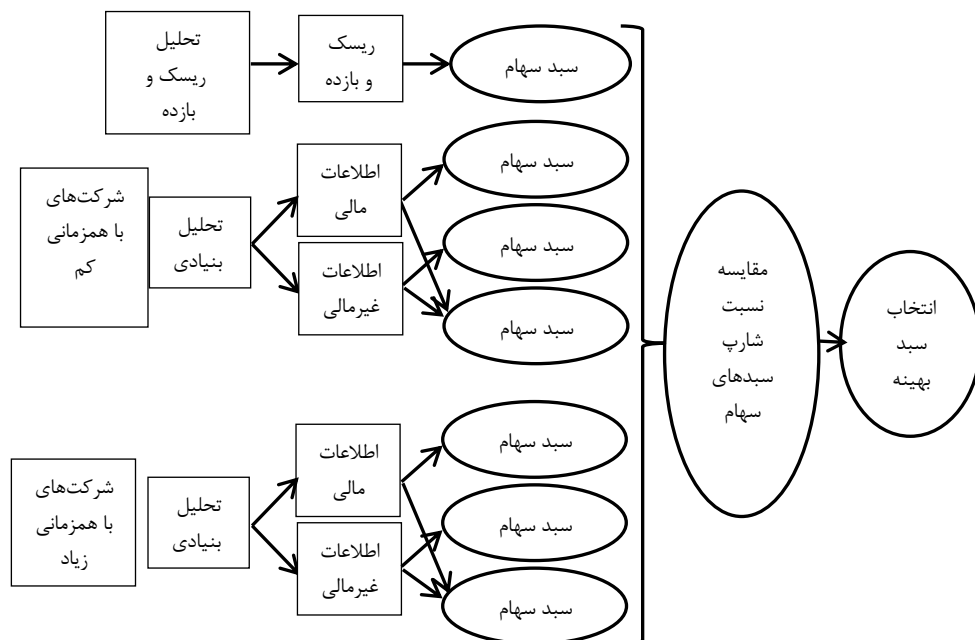 تحلیل
ریسک و
بازده
ریسک
و بازده
سبد سهام
شرکت‌های
با همزمانی
کم
تحلیل
بنیادی
اطلاعات
مالی
اطلاعات
غیرمالی
سبد سهام
سبد سهام
سبد سهام
شرکت‌های
با همزمانی
زیاد
تحلیل
بنیادی
اطلاعات
مالی
اطلاعات
غیرمالی
سبد سهام
سبد سهام
سبد سهام
مقایسه
نسبت
شارپ
سبدهای
سهام
انتخاب
سبد
بهینه